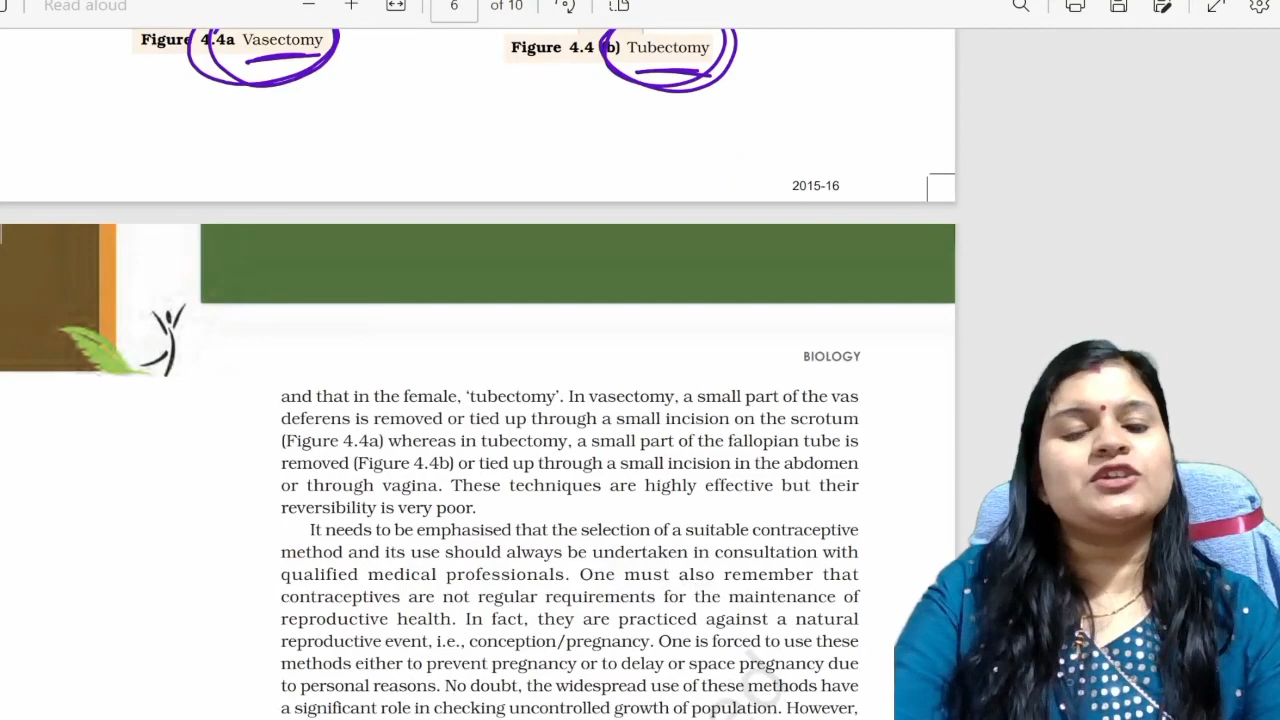 Read aloud
6 of 10
Figure 4.4a Vasectomy
Figure 4.4 (b) Tubectomy
2015-16
BIOLOGY
and that in the female, ‘tubectomy’. In vasectomy, a small part of the vas
deferens is removed or tied up through a small incision on the scrotum
(Figure 4.4a) whereas in tubectomy, a small part of the fallopian tube is
removed (Figure 4.4b) or tied up through a small incision in the abdomen
or through vagina. These techniques are highly effective but their
reversibility is very poor.
It needs to be emphasised that the selection of a suitable contraceptive
method and its use should always be undertaken in consultation with
qualified medical professionals. One must also remember that
contraceptives are not regular requirements for the maintenance of
reproductive health. In fact, they are practiced against a natural
reproductive event, i.e., conception/pregnancy. One is forced to use these
methods either to prevent pregnancy or to delay or space pregnancy due
to personal reasons. No doubt, the widespread use of these methods have
a significant role in checking uncontrolled growth of population. However,